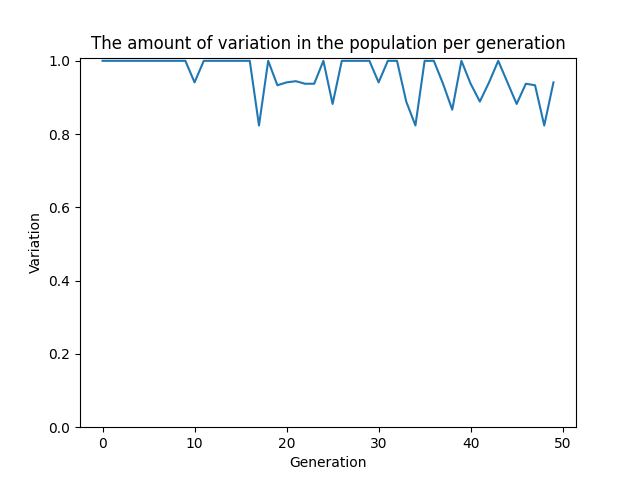 The amount of variation in the population per generation
1.0
0.8
0.6
0.4
0.2
0.0
Variation
0 10 20 30 40 50
Generation